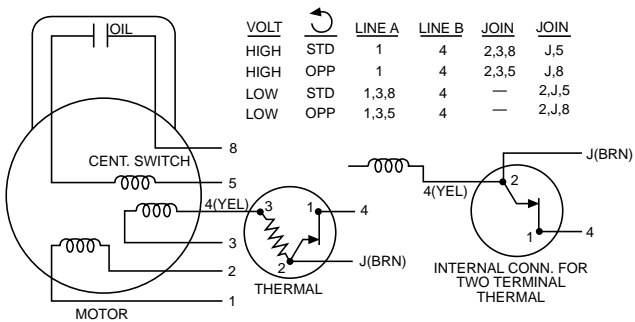 OIL
VOLT LINE A LINE B JOIN JOIN
HIGH STD 1 4 2,3,8 J,5
HIGH OPP 1 4 2,3,5 J,8
LOW STD 1,3,8 4 — 2,J,5
LOW OPP 1,3,5 4 — 2,J,8
8
CENT. SWITCH
5
4(YEL)
3
1
4
3
2
J(BRN)
2
THERMAL
1
MOTOR
J(BRN)
2
4(YEL)
1
4
INTERNAL CONN. FOR
TWO TERMINAL
THERMAL